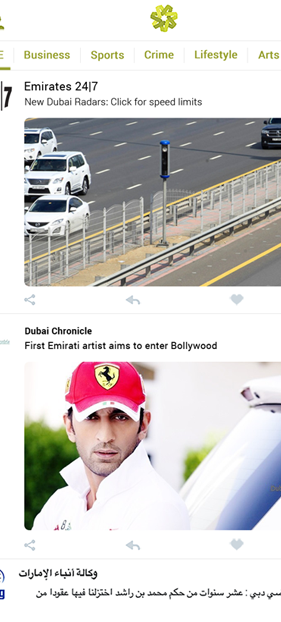 Business Sports Crime Lifestyle Arts
Emirates 24|7
New Dubai Radars: Click for speed limits
Dubai Chronicle
First Emirati artist aims to enter Bollywood
وكالة أنباء الإمارات
سي دبي : عشر سنوات من حكم محمد بن راشد اختزلنا فيها عقودا من